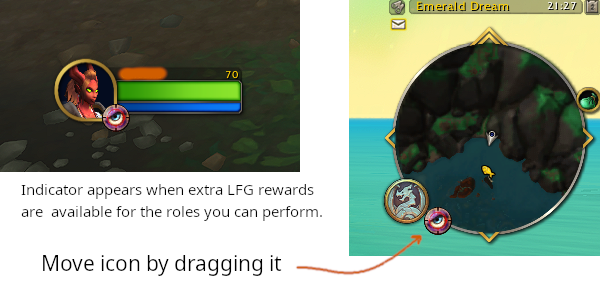 Emerald Dream 21:27
70
Indicator appears when extra LFG rewards
are available for the roles you can perform.
Move icon by dragging it